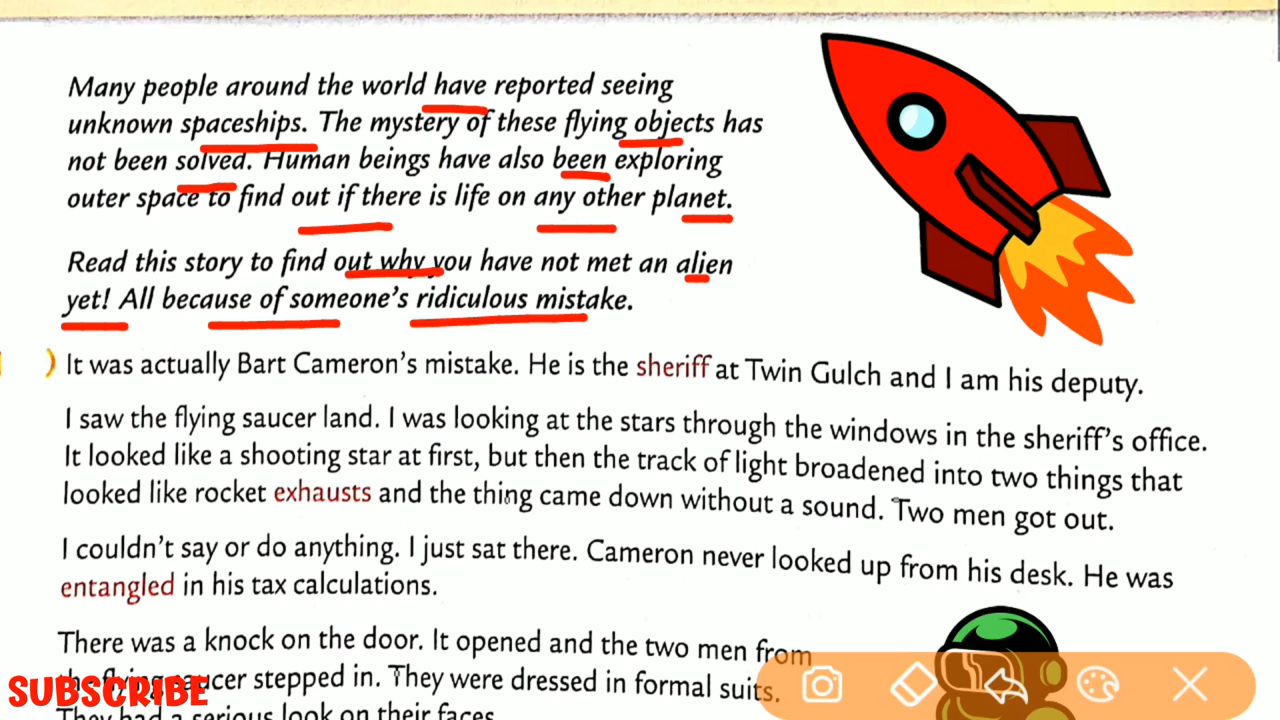 Many people around the world have reported seeing
unknown spaceships. The mystery of these flying objects has
not been solved. Human beings have also been exploring
outer space to find out if there is life on any other planet.
Read this story to find out why you have not met an alien
yet! All because of someone's ridiculous mistake.
) It was actually Bart Cameron's mistake. He is the sheriff at Twin Gulch and I am his deputy.
I saw the flying saucer land. I was looking at the stars through the windows in the sheriff's office.
It looked like a shooting star at first, but then the track of light broadened into two things that
looked like rocket exhausts and the thing came down without a sound. Two men got out.
I couldn't say or do anything. I just sat there. Cameron never looked up from his desk. He was
entangled in his tax calculations.
There was a knock on the door. It opened and the two men from
the flying saucer stepped in. They were dressed in formal suits.
They had a serious look on their faces.
SUBSCRIBE